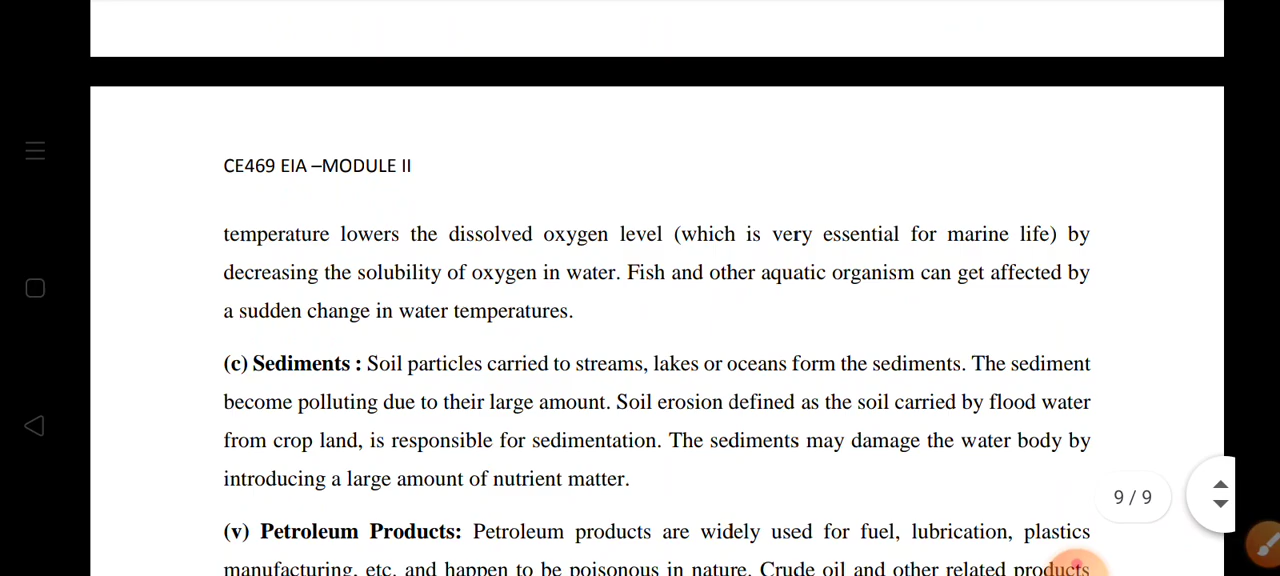 CE469 EIA –MODULE II
temperature lowers the dissolved oxygen level (which is very essential for marine life) by
decreasing the solubility of oxygen in water. Fish and other aquatic organism can get affected by
a sudden change in water temperatures.
(c) Sediments : Soil particles carried to streams, lakes or oceans form the sediments. The sediment
become polluting due to their large amount. Soil erosion defined as the soil carried by flood water
from crop land, is responsible for sedimentation. The sediments may damage the water body by
introducing a large amount of nutrient matter.
9 / 9
(v) Petroleum Products: Petroleum products are widely used for fuel, lubrication, plastics
manufacturing, etc. and happen to be poisonous in nature. Crude oil and other related products